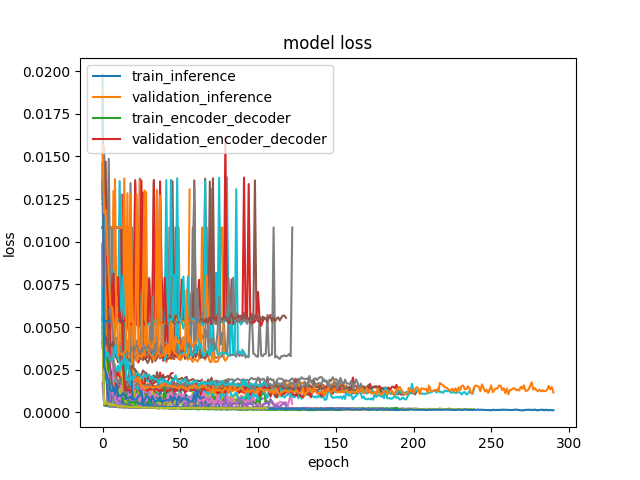 model loss
train_inference
validation_inference
train_encoder_decoder
validation_encoder_decoder
0.0200
0.0175
0.0150
0.0125
0.0100
0.0075
0.0050
0.0025
0.0000
loss
0 50 100 150 200 250 300
epoch